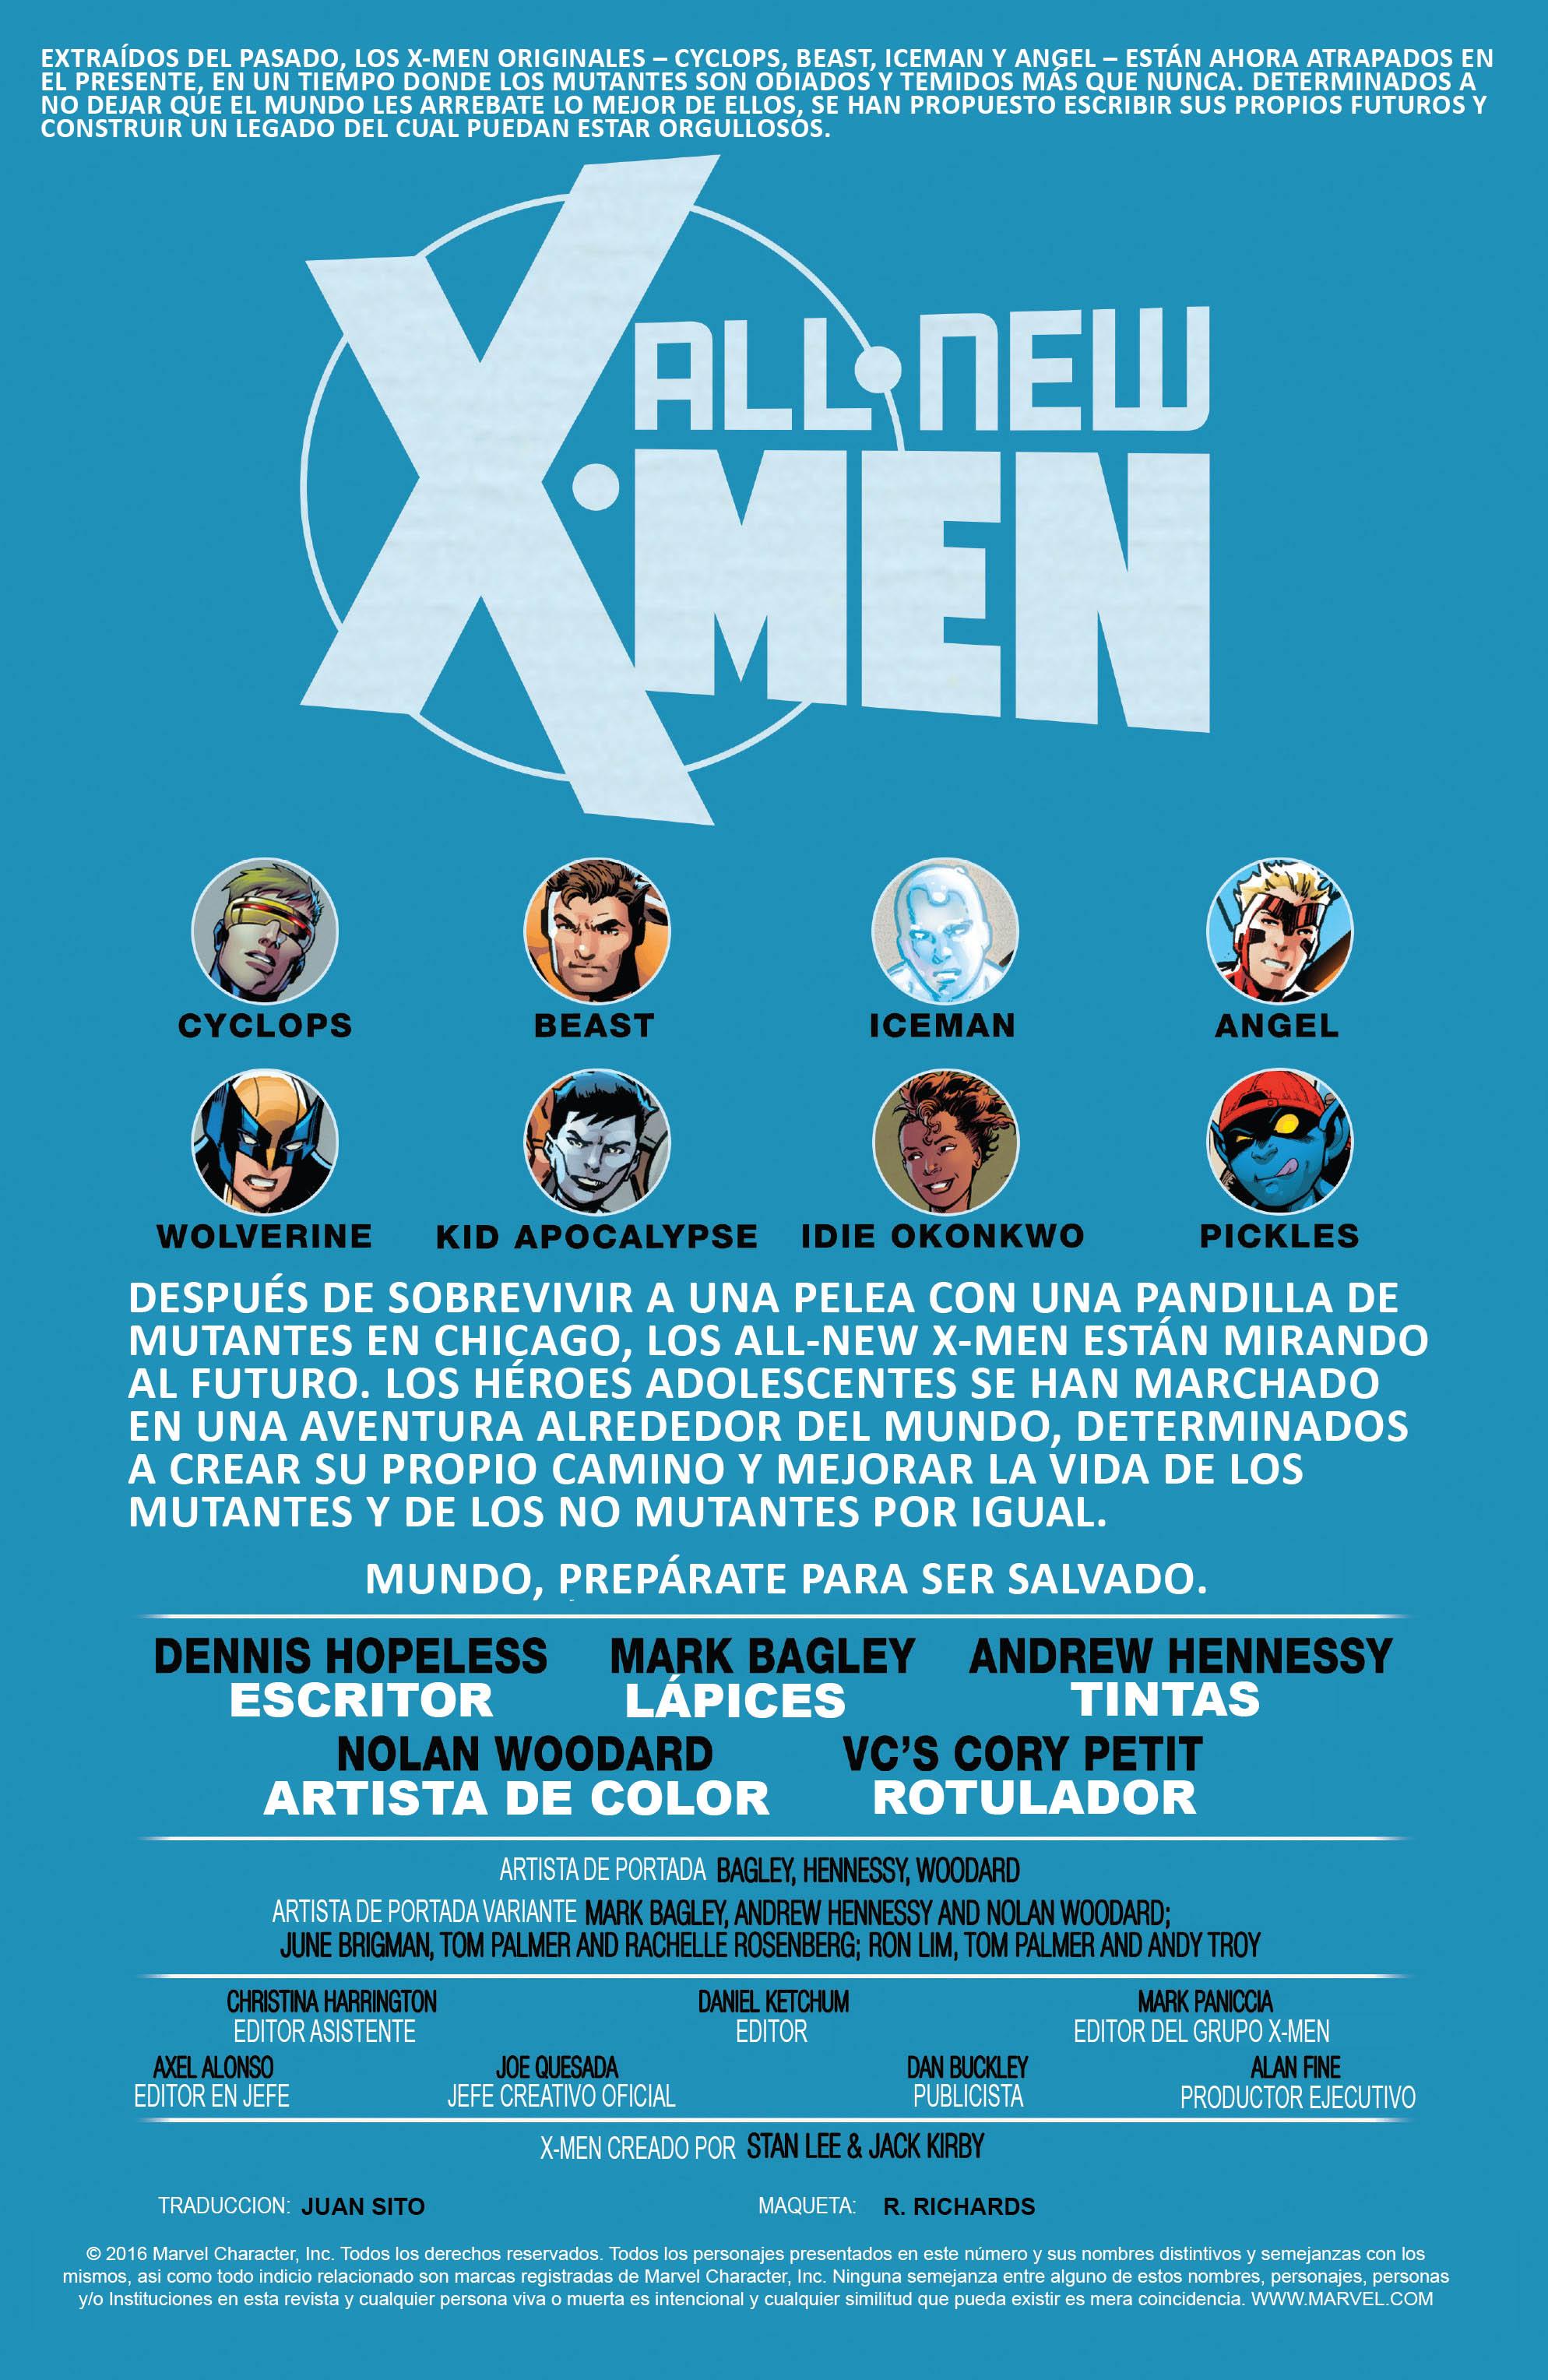 EXTRAÍDOS DEL PASADO, LOS X-MEN ORIGINALES – CYCLOPS, BEAST, ICEMAN Y ANGEL – ESTÁN AHORA ATRAPADOS EN
EL PRESENTE, EN UN TIEMPO DONDE LOS MUTANTES SON ODIADOS Y TEMIDOS MÁS QUE NUNCA. DETERMINADOS A
NO DEJAR QUE EL MUNDO LES ARREBATE LO MEJOR DE ELLOS, SE HAN PROPUESTO ESCRIBIR SUS PROPIOS FUTUROS Y
CONSTRUIR UN LEGADO DEL CUAL PUEDAN ESTAR ORGULLOSOS.
ALL·NEW
X·MEN
CYCLOPS BEAST ICEMAN ANGEL
WOLVERINE KID APOCALYPSE IDIE OKONKWO PICKLES
DESPUÉS DE SOBREVIVIR A UNA PELEA CON UNA PANDILLA DE
MUTANTES EN CHICAGO, LOS ALL-NEW X-MEN ESTÁN MIRANDO
AL FUTURO. LOS HÉROES ADOLESCENTES SE HAN MARCHADO
EN UNA AVENTURA ALREDEDOR DEL MUNDO, DETERMINADOS
A CREAR SU PROPIO CAMINO Y MEJORAR LA VIDA DE LOS
MUTANTES Y DE LOS NO MUTANTES POR IGUAL.
MUNDO, PREPÁRATE PARA SER SALVADO.
DENNIS HOPELESS MARK BAGLEY ANDREW HENNESSY
ESCRITOR LÁPICES TINTAS
NOLAN WOODARD VC'S CORY PETIT
ARTISTA DE COLOR ROTULADOR
ARTISTA DE PORTADA BAGLEY, HENNESSY, WOODARD
ARTISTA DE PORTADA VARIANTE MARK BAGLEY, ANDREW HENNESSY AND NOLAN WOODARD;
JUNE BRIGMAN, TOM PALMER AND RACHELLE ROSENBERG; RON LIM, TOM PALMER AND ANDY TROY
CHRISTINA HARRINGTON DANIEL KETCHUM MARK PANICCIA
EDITOR ASISTENTE EDITOR EDITOR DEL GRUPO X-MEN
AXEL ALONSO JOE QUESADA DAN BUCKLEY ALAN FINE
EDITOR EN JEFE JEFE CREATIVO OFICIAL PUBLICISTA PRODUCTOR EJECUTIVO
X-MEN CREADO POR STAN LEE & JACK KIRBY
TRADUCCION: JUAN SITO MAQUETA: R. RICHARDS
© 2016 Marvel Character, Inc. Todos los derechos reservados. Todos los personajes presentados en este número y sus nombres distintivos y semejanzas con los
mismos, asi como todo indicio relacionado son marcas registradas de Marvel Character, Inc. Ninguna semejanza entre alguno de estos nombres, personajes, personas
y/o Instituciones en esta revista y cualquier persona viva o muerta es intencional y cualquier similitud que pueda existir es mera coincidencia. WWW.MARVEL.COM